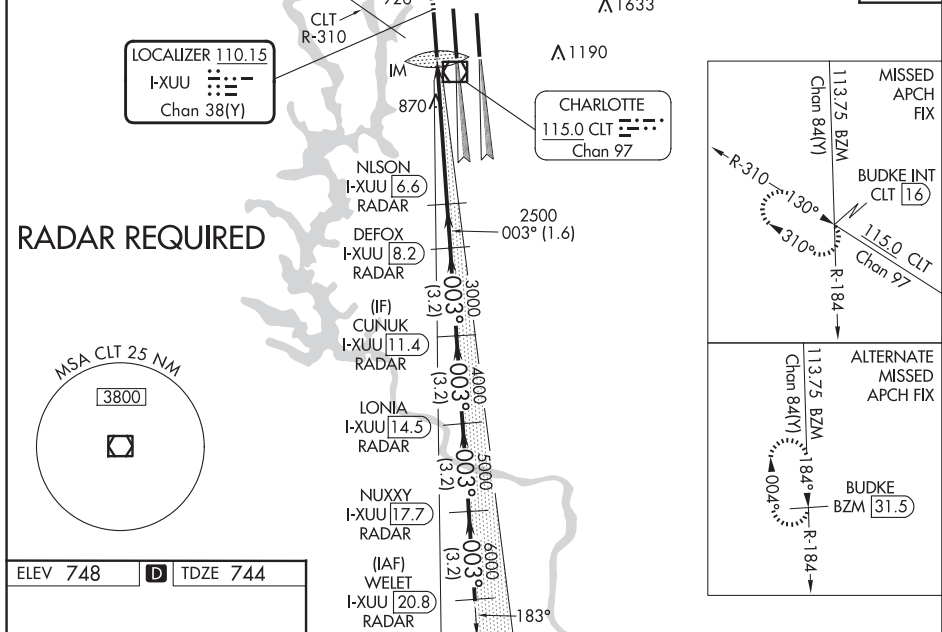 1633
CLT
R-310
LOCALIZER 110.15
I-XUU
Chan 38(Y)
IM
1190
870
CHARLOTTE
115.0 CLT
Chan 97
NLSON
I-XUU 6.6
RADAR
2500
003° (1.6)
DEFOX
I-XUU 8.2
RADAR
RADAR REQUIRED
003°
(3.2)
3000
(IF)
CUNUK
I-XUU 11.4
RADAR
003°
(3.2)
4000
LONIA
I-XUU 14.5
RADAR
003°
(3.2)
5000
NUXXY
I-XUU 17.7
RADAR
003°
(3.2)
6000
(IAF)
WELET
I-XUU 20.8
RADAR
183°
MSA CLT 25 NM
3800
ELEV 748 D TDZE 744
MISSED
APCH
FIX
113.75 BZM
Chan 84(Y)
BUDKE INT
CLT 16
R-310
130°
310°
115.0 CLT
Chan 97
R-184
ALTERNATE
MISSED
APCH FIX
113.75 BZM
Chan 84(Y)
184°
004°
BUDKE
BZM 31.5
R-184